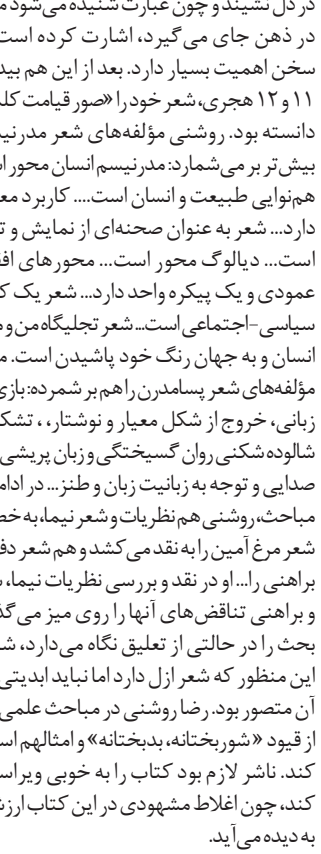 در دل نشیند و چون عبارت شنیده می‌شود م
در ذهن جای می‌گیرد، اشارت کرده است
سخن اهمیت بسیار دارد. بعد از این هم بید
۱۱ و ۱۲ هجری، شعر خود را «صور قیامت کل
دانسته بود. روشنی مؤلفه‌های شعر مدرنی
بیش‌تر بر می‌شمارد: مدرنیسم انسان محور ا
هم‌نوایی طبیعت و انسان است.... کاربرد مع
دارد... شعر به عنوان صحنه‌ای از نمایش و ت
است... دیالوگ محور است... محورهای اف
عمودی و یک پیکره واحد دارد... شعر یک ک
سیاسی-اجتماعی است... شعر تجلیگاه من و م
انسان و به جهان رنگ خود پاشیدن است. م
مؤلفه‌های شعر پسامدرن را هم بر شمرده: بازی
زبانی، خروج از شکل معیار و نوشتار، ، تشک
شالوده‌شکنی روان گسیختگی و زبان پریشی
صدایی و توجه به زبانیت زبان و طنز... در ادام
مباحث، روشنی هم نظریات و شعر نیما، به خص
شعر مرغ آمین را به نقد می‌کشد و هم شعر دف
براهنی را... او در نقد و بررسی نظریات نیما، ش
و براهنی تناقض‌های آنها را روی میز می‌گذ
بحث را در حالتی از تعلیق نگاه می‌دارد، ش
این منظور که شعر ازل دارد اما نباید ابدیتی
آن متصور بود. رضا روشنی در مباحث علمی
از قیود «شوربختانه، بدبختانه» و امثالهم اس
کند. ناشر لازم بود کتاب را به خوبی ویراس
کند، چون اغلاط مشهودی در این کتاب ارزش
به دیده می‌آید.